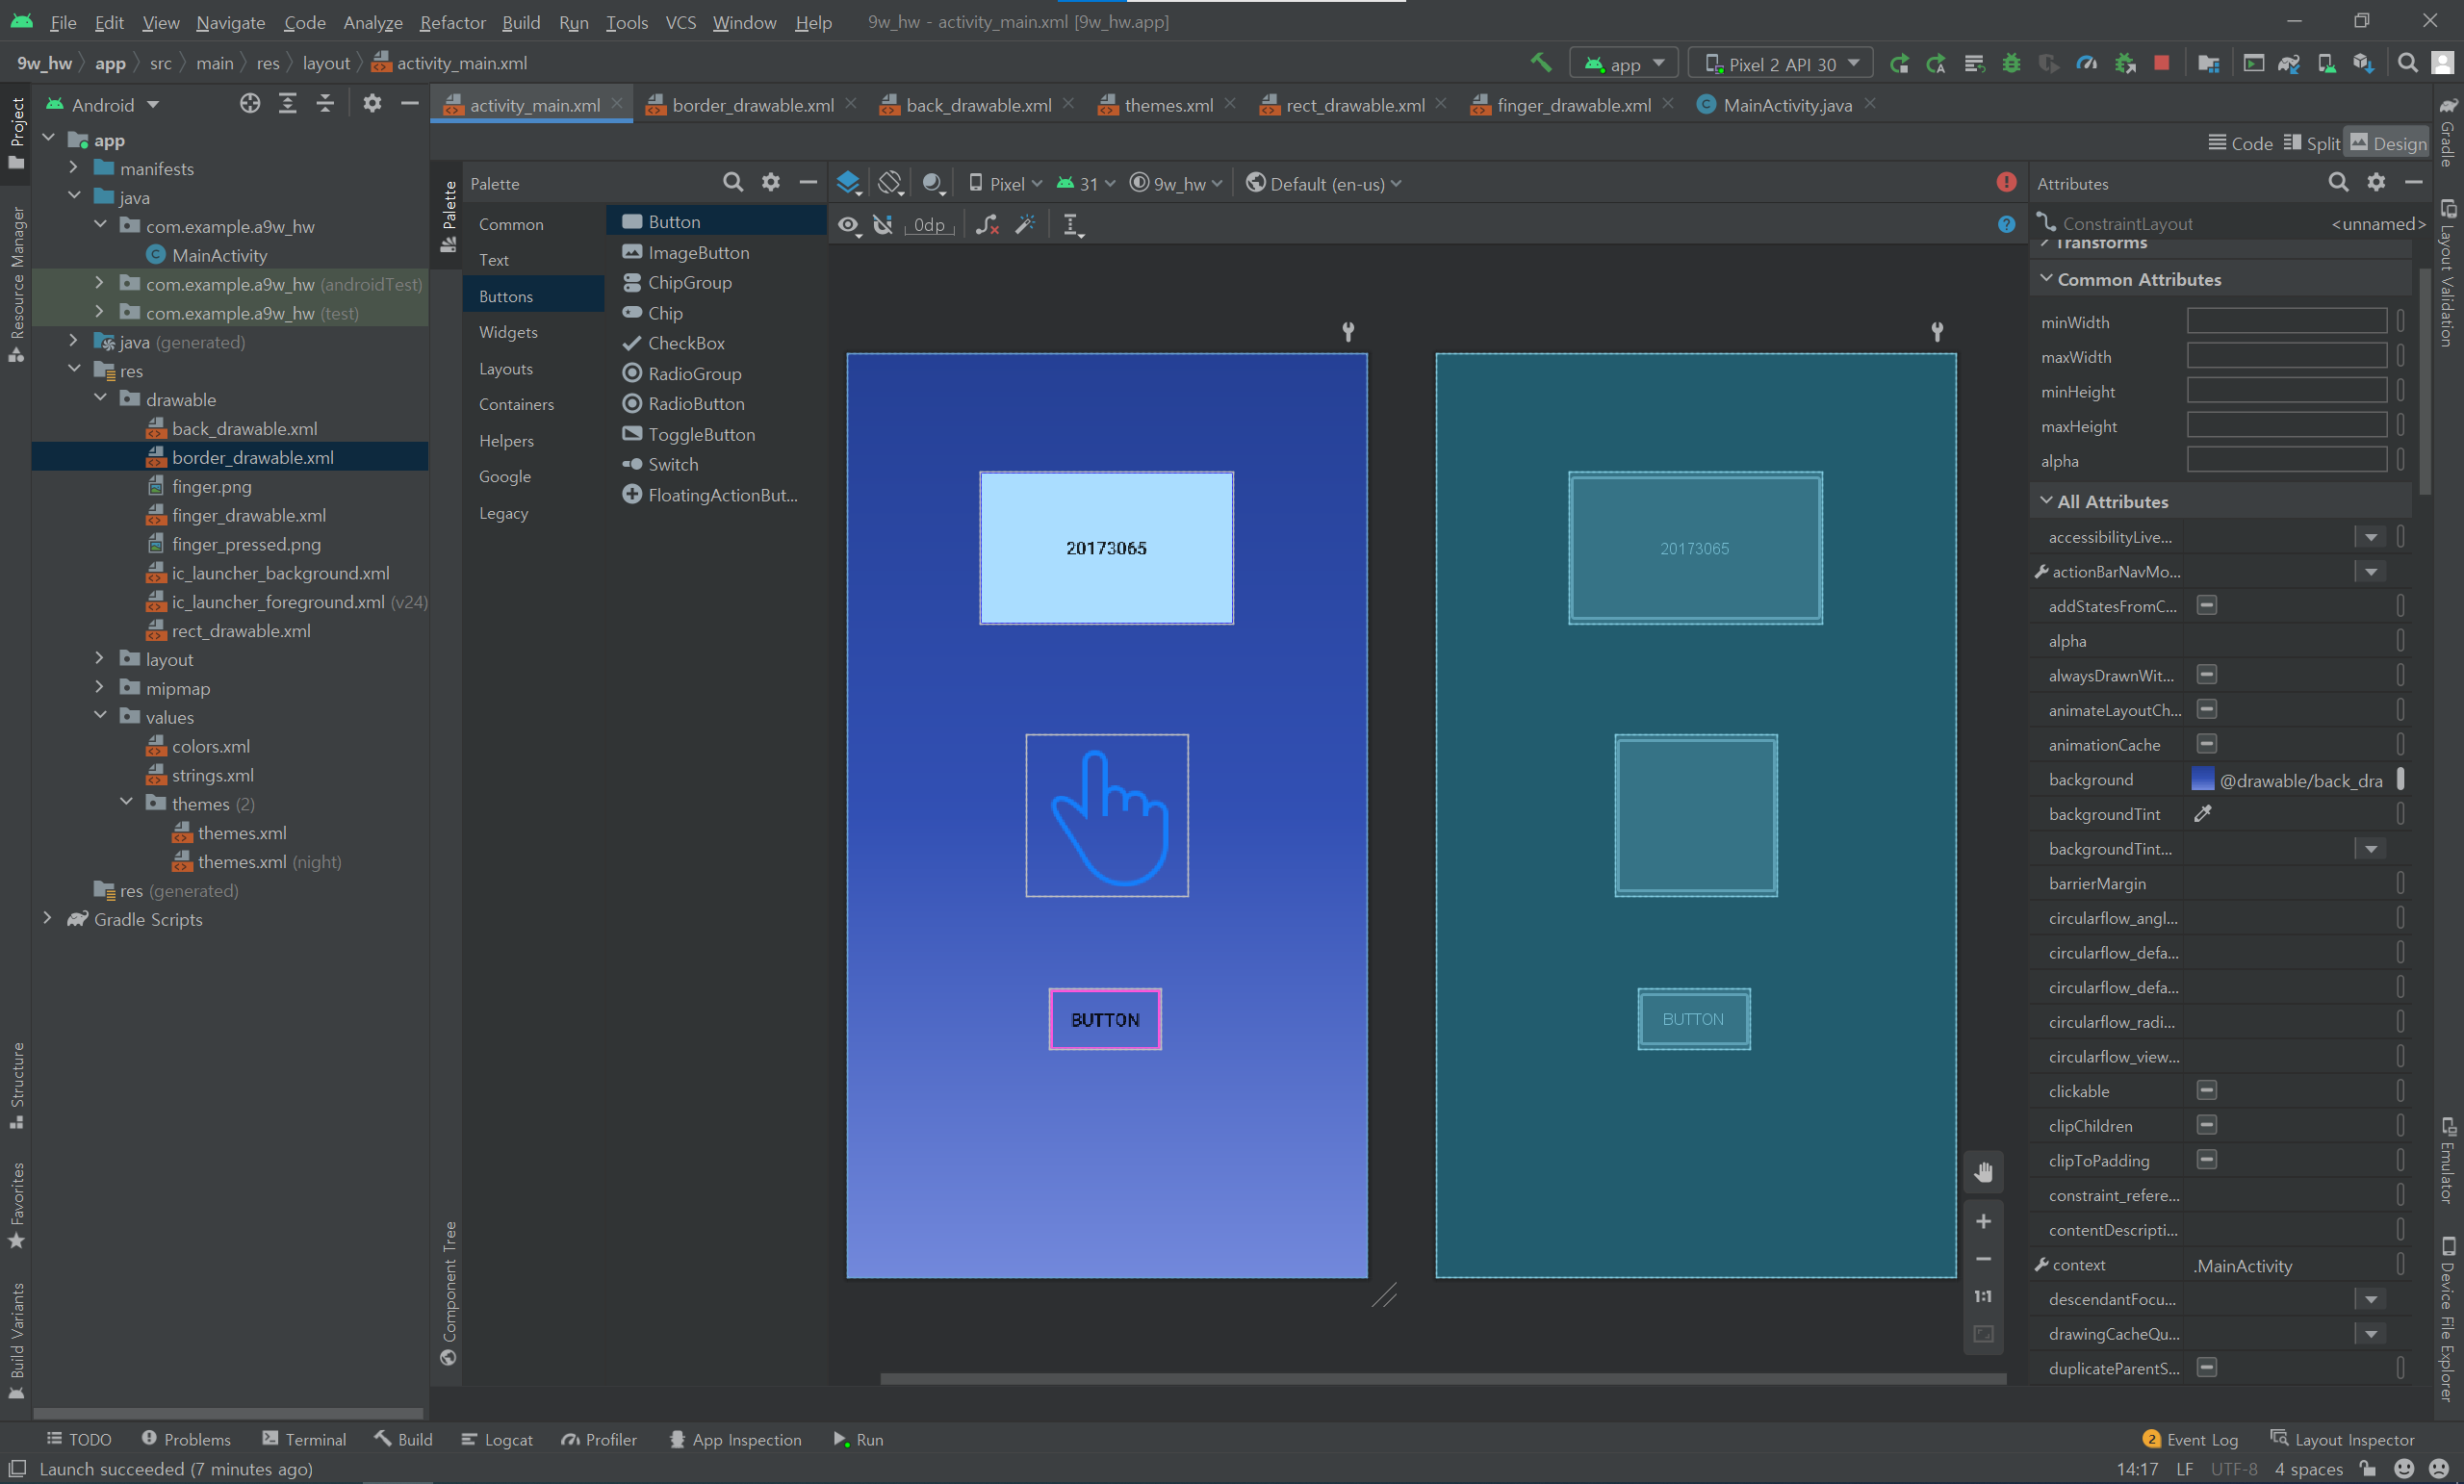 File Edit View Navigate Code Analyze Refactor Build Run Tools VCS Window Help 9w_hw - activity_main.xml [9w_hw.app]
9w_hw app src main res layout activity_main.xml
app Pixel 2 API 30
Android
activity_main.xml border_drawable.xml back_drawable.xml themes.xml rect_drawable.xml finger_drawable.xml MainActivity.java
Code Split Design
Project
Resource Manager
Structure
Favorites
Build Variants
app
manifests
java
com.example.a9w_hw
MainActivity
com.example.a9w_hw (androidTest)
com.example.a9w_hw (test)
java (generated)
res
drawable
back_drawable.xml
border_drawable.xml
finger.png
finger_drawable.xml
finger_pressed.png
ic_launcher_background.xml
ic_launcher_foreground.xml (v24)
rect_drawable.xml
layout
mipmap
values
colors.xml
strings.xml
themes (2)
themes.xml
themes.xml (night)
res (generated)
Gradle Scripts
Palette
Component Tree
Palette
Common
Text
Buttons
Widgets
Layouts
Containers
Helpers
Google
Legacy
Button
ImageButton
ChipGroup
Chip
CheckBox
RadioGroup
RadioButton
ToggleButton
Switch
FloatingActionBut...
Pixel 31 9w_hw Default (en-us)
0dp
20173065
BUTTON
20173065
BUTTON
1:1
Attributes
ConstraintLayout <unnamed>
Transforms
Common Attributes
minWidth
maxWidth
minHeight
maxHeight
alpha
All Attributes
accessibilityLive...
actionBarNavMo...
addStatesFromC...
alpha
alwaysDrawnWit...
animateLayoutCh...
animationCache
background @drawable/back_dra
backgroundTint
backgroundTint...
barrierMargin
circularflow_angl...
circularflow_defa...
circularflow_defa...
circularflow_radi...
circularflow_view...
clickable
clipChildren
clipToPadding
constraint_refere...
contentDescripti...
context .MainActivity
descendantFocu...
drawingCacheQu...
duplicateParentS...
Gradle
Layout Validation
Emulator
Device File Explorer
TODO Problems Terminal Build Logcat Profiler App Inspection Run 2 Event Log Layout Inspector
Launch succeeded (7 minutes ago) 14:17 LF UTF-8 4 spaces